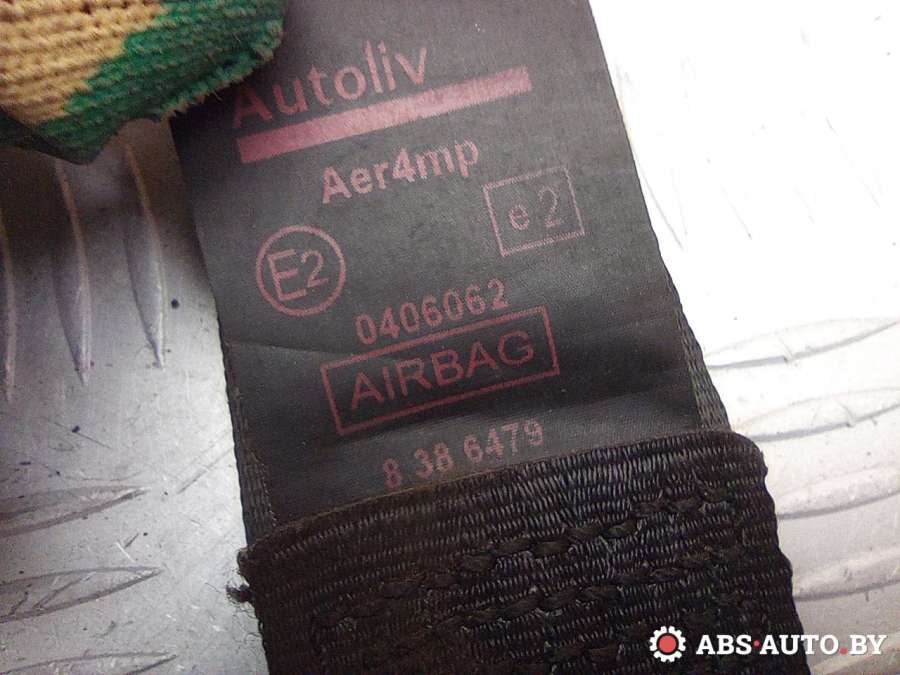 Autoliv
Aer4mp
e2
E2
0406062
AIRBAG
8 38 6479
ABS-AUTO.BY